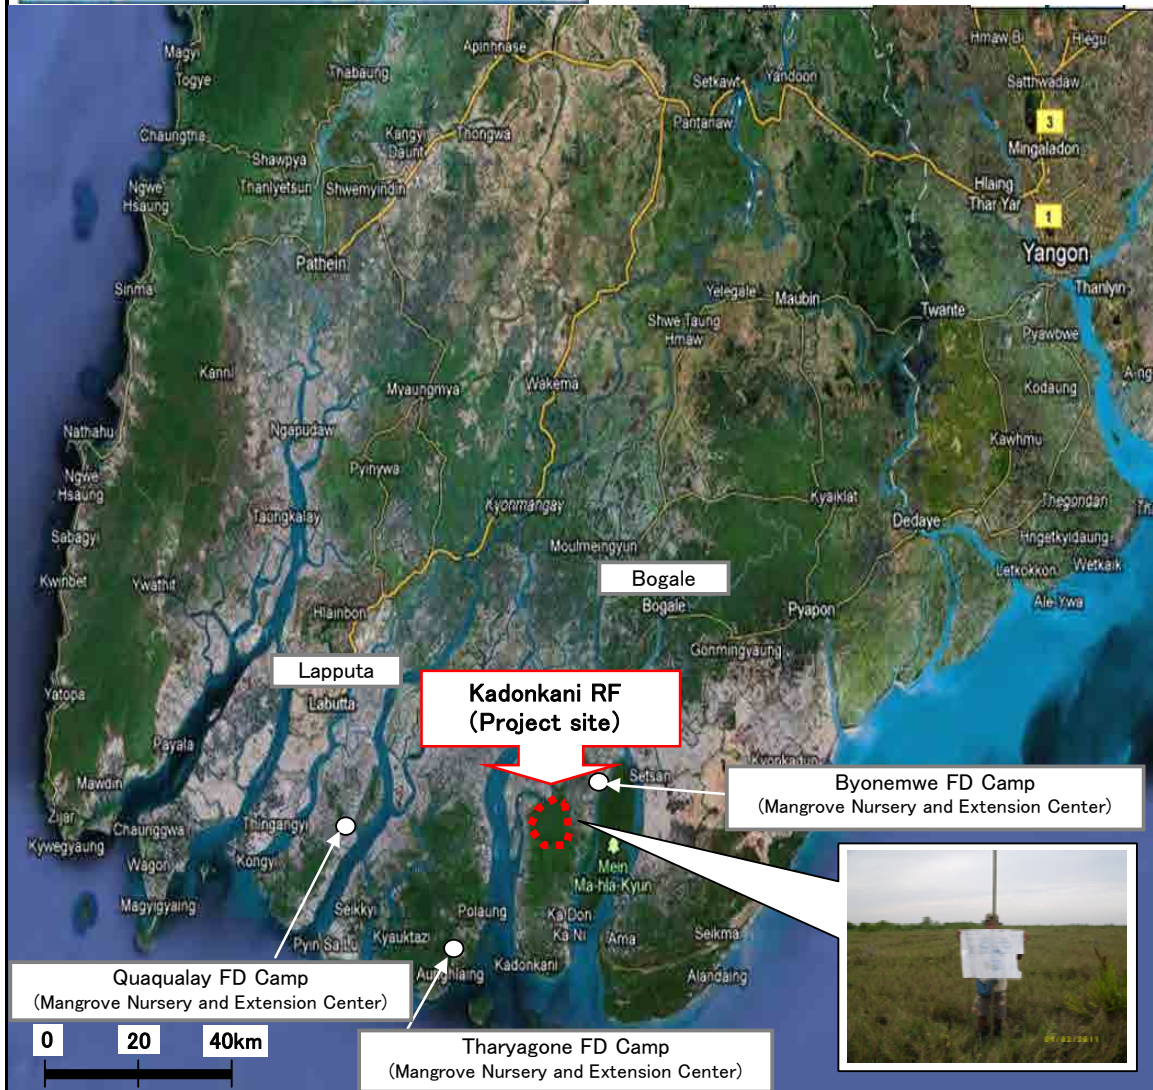 Magyi
Togye
Apinhnase
Thabaung
Hmaw Bi
Hlegu
Setkawt
Yandoon
Satthwadaw
Chaungtha
Kangyi
Daunt
Thongwa
Pantanaw
3
Mingaladon
Shawpya
Thanlyetsun
Shwemyindin
Ngwe
Hsaung
Hlaing
Thar Yar
1
Yangon
Pathein
Thanlyin
Sinma
Yelegale
Maubin
Twante
Shwe Taung
Hmaw
Pyawbwe
Kanni
Myaungmya
Wakema
Kodaung
A-ng
Nathahu
Ngapudaw
Kawhmu
Ngwe
Hsaung
Pyinywa
Kyonmangay
Kyaiklat
Thegondan
Taungkalay
Dedaye
Sabagyi
Moulmeingyun
Hngetkyidaung
Kwinbet
Ywathit
Bogale
Letkokkon
Wetkaik
Hlainbon
Bogale
Pyapon
Ale-Ywa
Gonmingyaung
Lapputa
Kadonkani RF
(Project site)
Yatopa
Labutta
Payala
Kyonkadun
Setsan
Mawdin
Byonemwe FD Camp
(Mangrove Nursery and Extension Center)
Zijar
Chaunggwa
Thingangyi
Kywegyaung
Wagon
Kongyi
Mein
Ma-hla-Kyun
Magyigyaing
Seikkyi
Polaung
Ka Don
Ka Ni
Pyin Sa Lu
Kyauktazi
Ama
Seikma
Aunghlaing
Kadonkani
Alandaing
Quaqualay FD Camp
(Mangrove Nursery and Extension Center)
0 20 40km
Tharyagone FD Camp
(Mangrove Nursery and Extension Center)